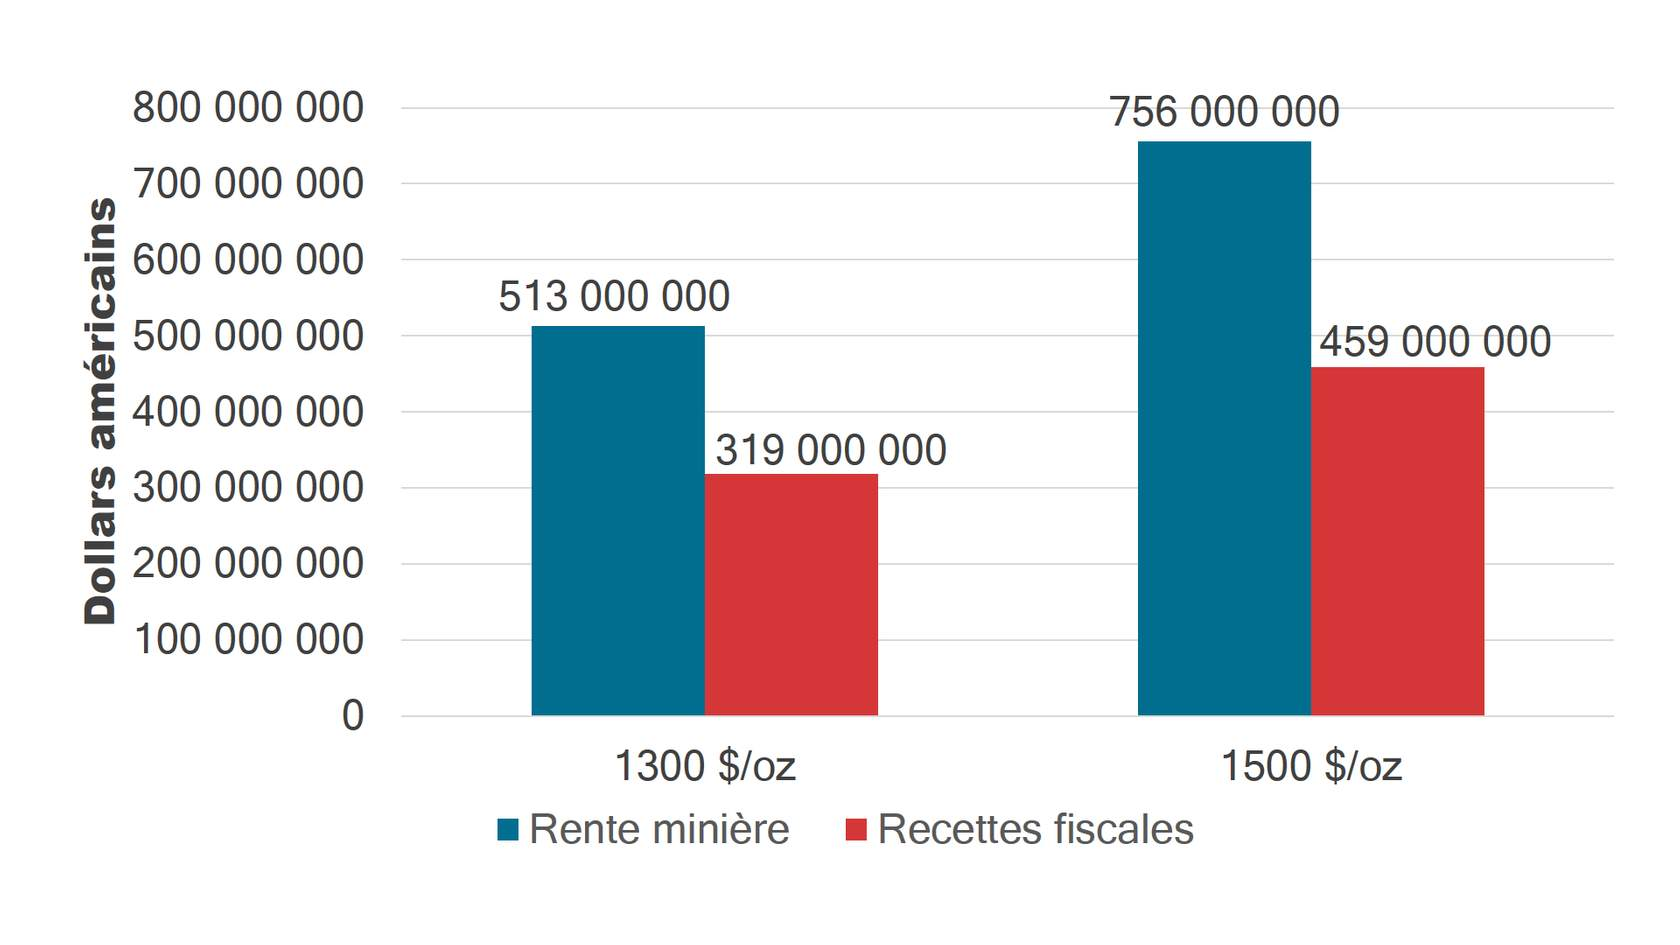 Dollars américains
800 000 000
700 000 000
600 000 000
500 000 000
400 000 000
300 000 000
200 000 000
100 000 000
0
513 000 000
319 000 000
756 000 000
459 000 000
1300 $/oz
1500 $/oz
Rente minière
Recettes fiscales